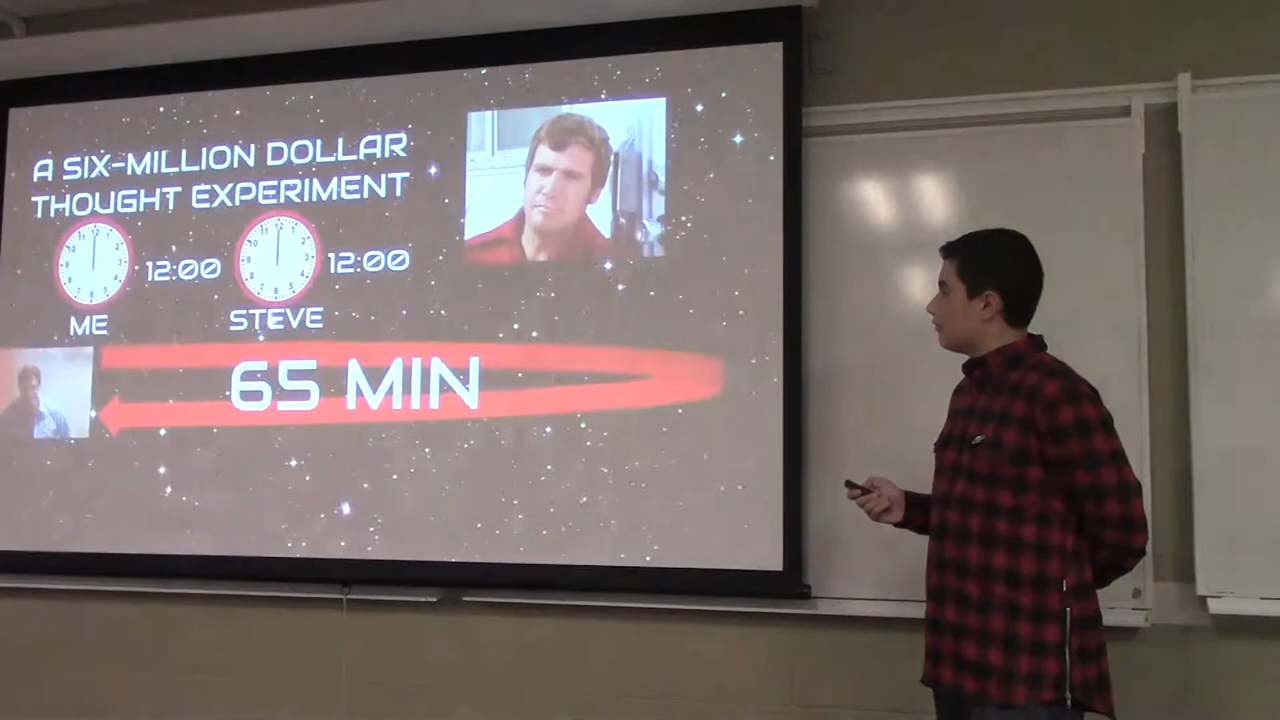 A SIX-MILLION DOLLAR
THOUGHT EXPERIMENT
12:00
12:00
ME
STEVE
65 MIN